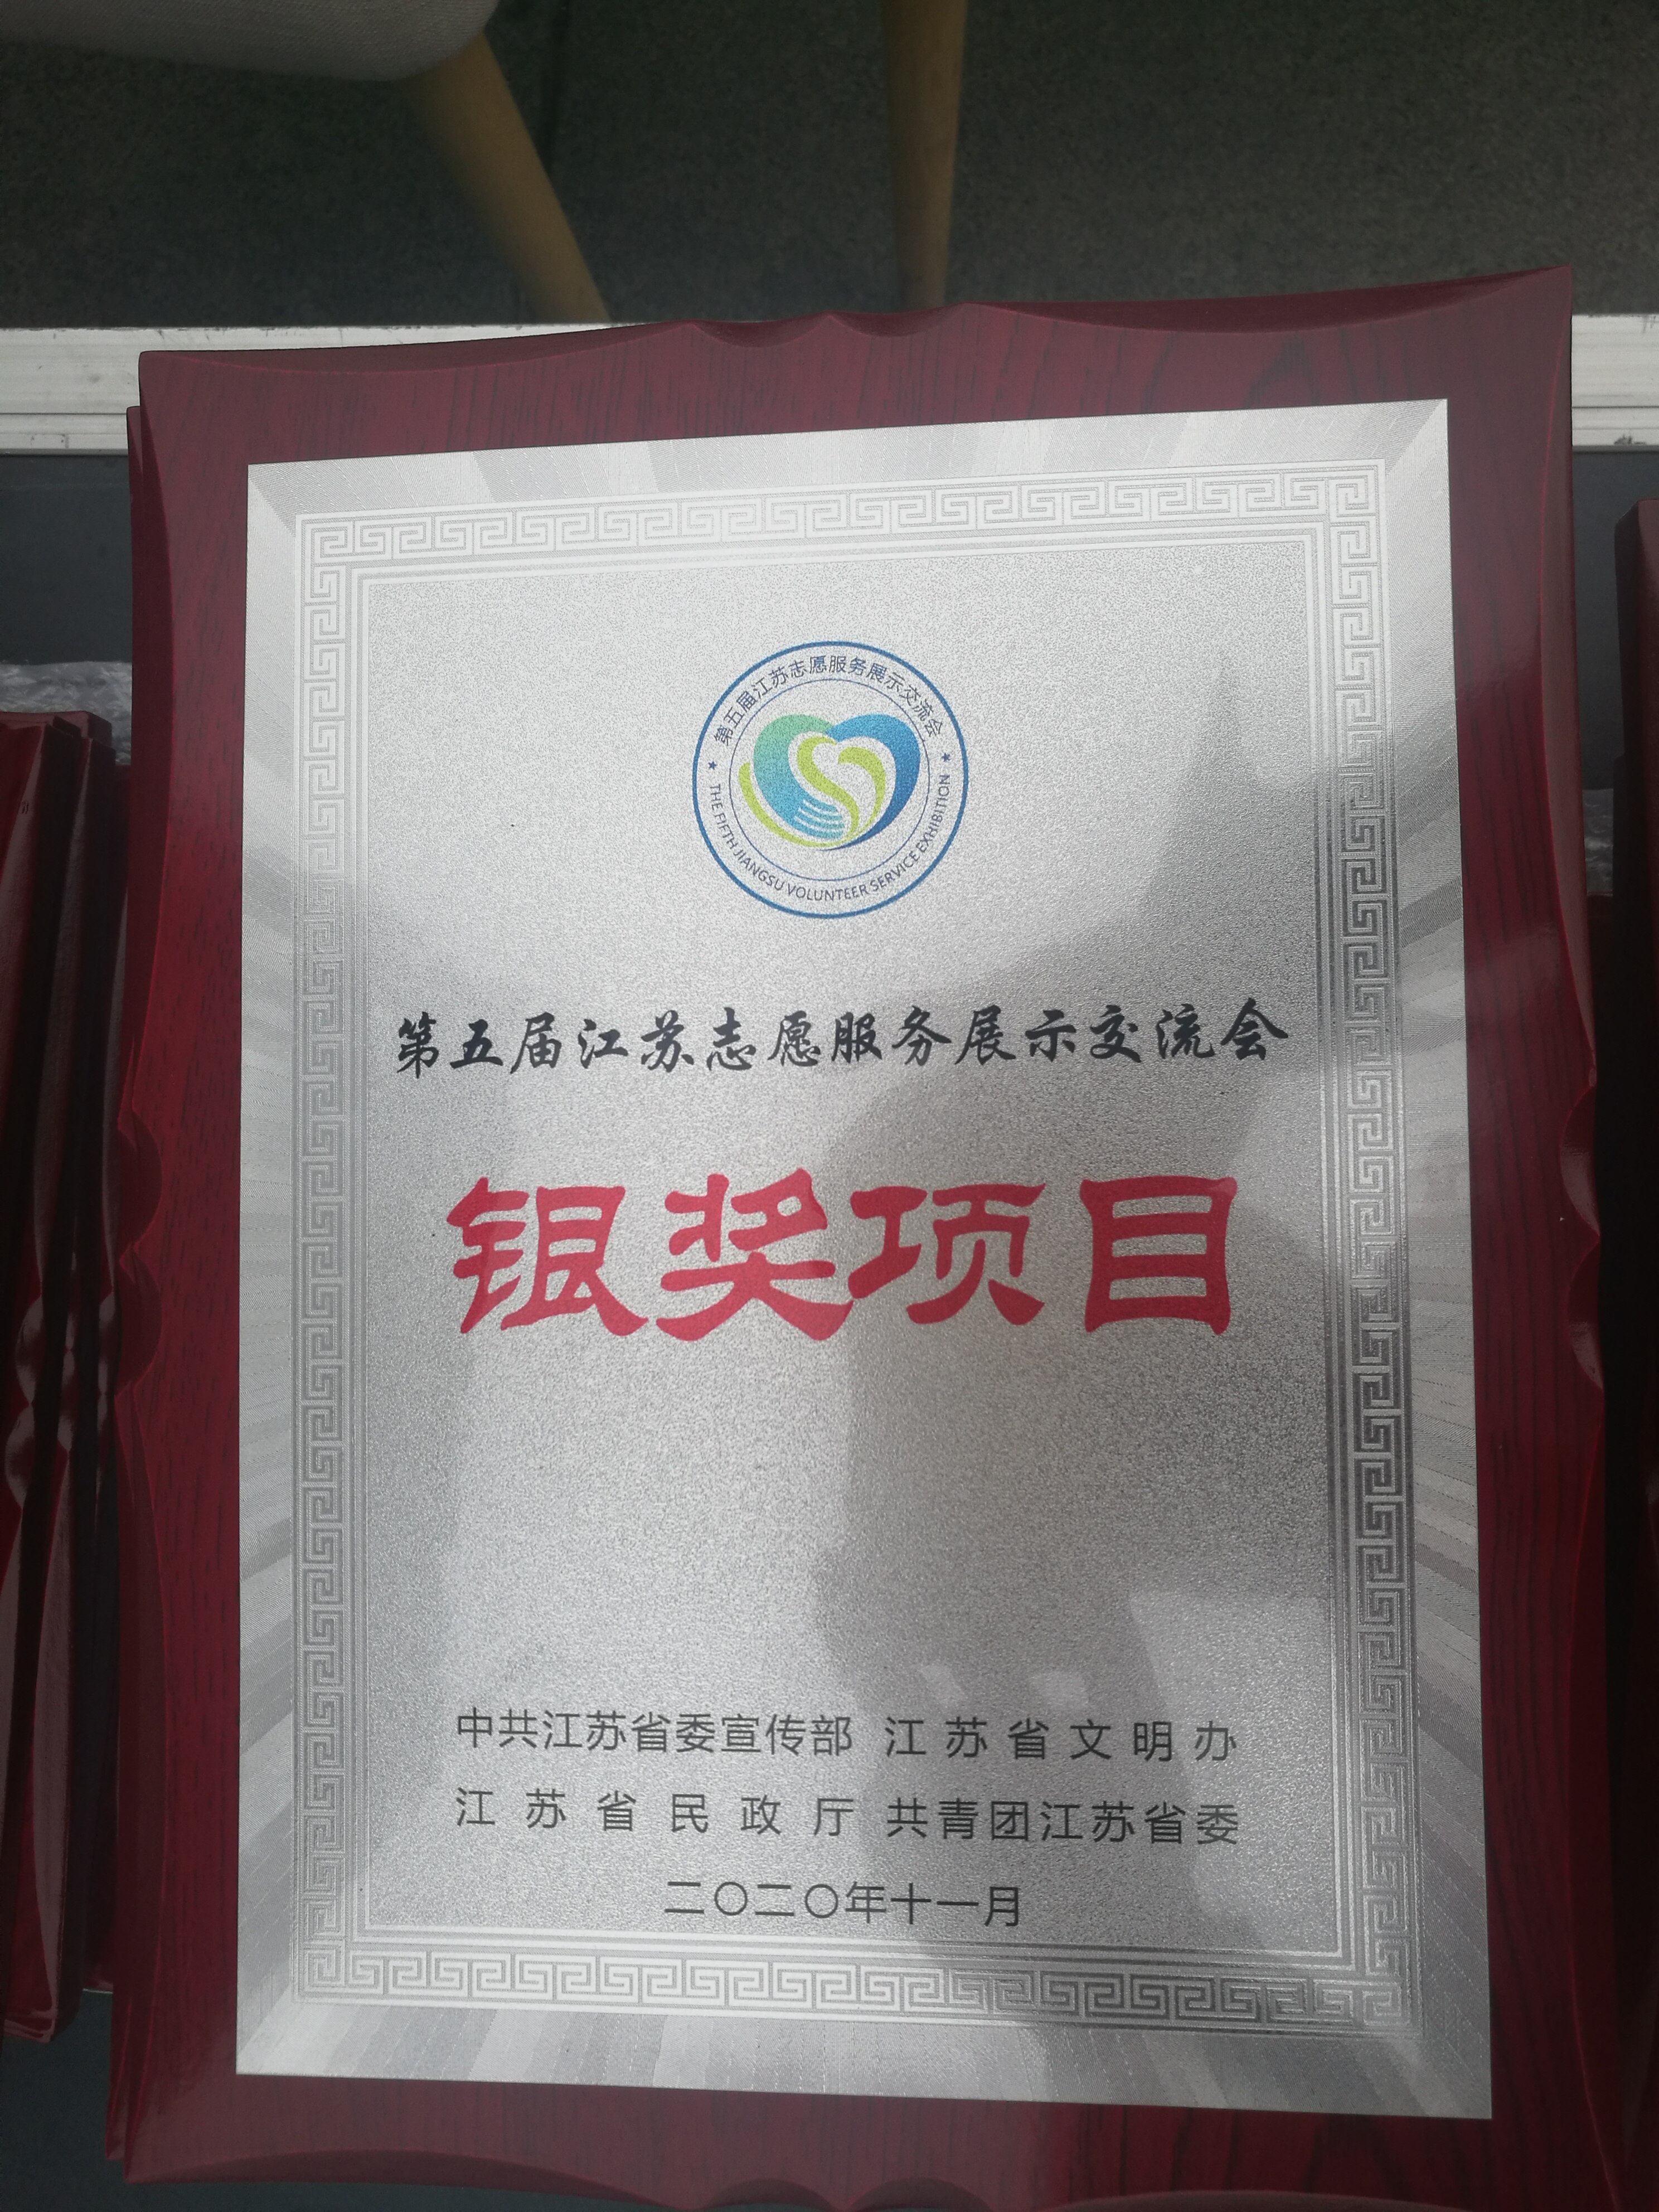 第五届江苏志愿服务展示交流会
THE FIFTH JIANGSU VOLUNTEER SERVICE EXHIBITION
第五届江苏志愿服务展示交流会
银奖项目
中共江苏省委宣传部 江苏省文明办
江苏省民政厅 共青团江苏省委
二〇二〇年十一月